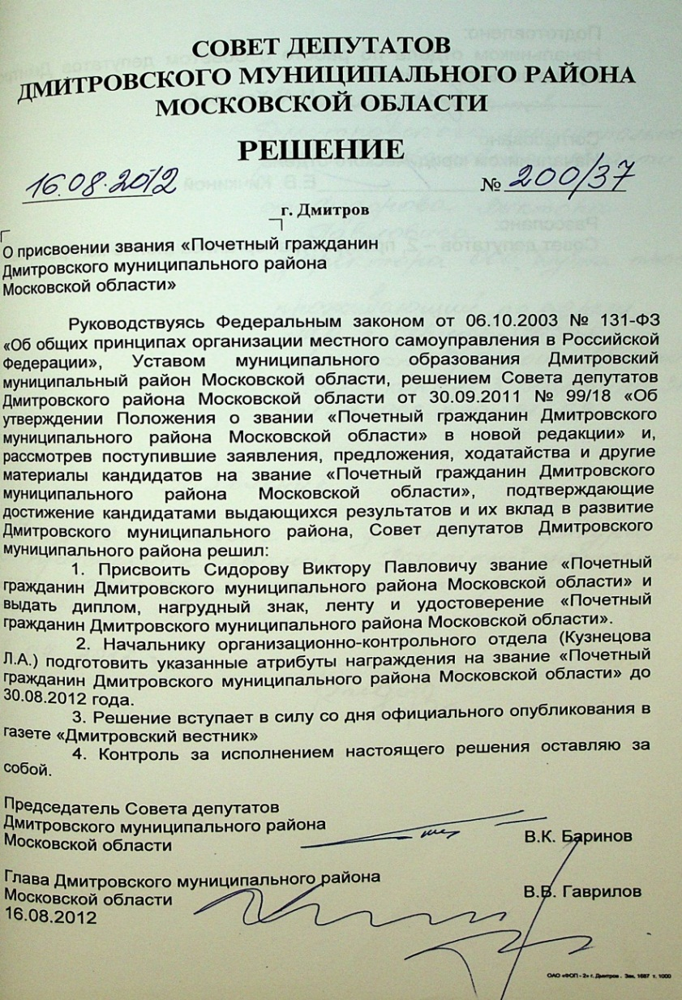 СОВЕТ ДЕПУТАТОВ
ДМИТРОВСКОГО МУНИЦИПАЛЬНОГО РАЙОНА
МОСКОВСКОЙ ОБЛАСТИ
РЕШЕНИЕ
16.08.2012 № 200/37
г. Дмитров
О присвоении звания «Почетный гражданин
Дмитровского муниципального района
Московской области»
Руководствуясь Федеральным законом от 06.10.2003 № 131-ФЗ
«Об общих принципах организации местного самоуправления в Российской
Федерации», Уставом муниципального образования Дмитровский
муниципальный район Московской области, решением Совета депутатов
Дмитровского района Московской области от 30.09.2011 № 99/18 «Об
утверждении Положения о звании «Почетный гражданин Дмитровского
муниципального района Московской области» в новой редакции» и,
рассмотрев поступившие заявления, предложения, ходатайства и другие
материалы кандидатов на звание «Почетный гражданин Дмитровского
муниципального района Московской области», подтверждающие
достижение кандидатами выдающихся результатов и их вклад в развитие
Дмитровского муниципального района, Совет депутатов Дмитровского
муниципального района решил:
1. Присвоить Сидорову Виктору Павловичу звание «Почетный
гражданин Дмитровского муниципального района Московской области» и
выдать диплом, нагрудный знак, ленту и удостоверение «Почетный
гражданин Дмитровского муниципального района Московской области».
2. Начальнику организационно-контрольного отдела (Кузнецова
Л.А.) подготовить указанные атрибуты награждения на звание «Почетный
гражданин Дмитровского муниципального района Московской области» до
30.08.2012 года.
3. Решение вступает в силу со дня официального опубликования в
газете «Дмитровский вестник»
4. Контроль за исполнением настоящего решения оставляю за
собой.
Председатель Совета депутатов
Дмитровского муниципального района
Московской области В.К. Баринов
Глава Дмитровского муниципального района
Московской области В.В. Гаврилов
16.08.2012
ОАО «ФОП - 2» г. Дмитров . Зак. 1687 т. 1000